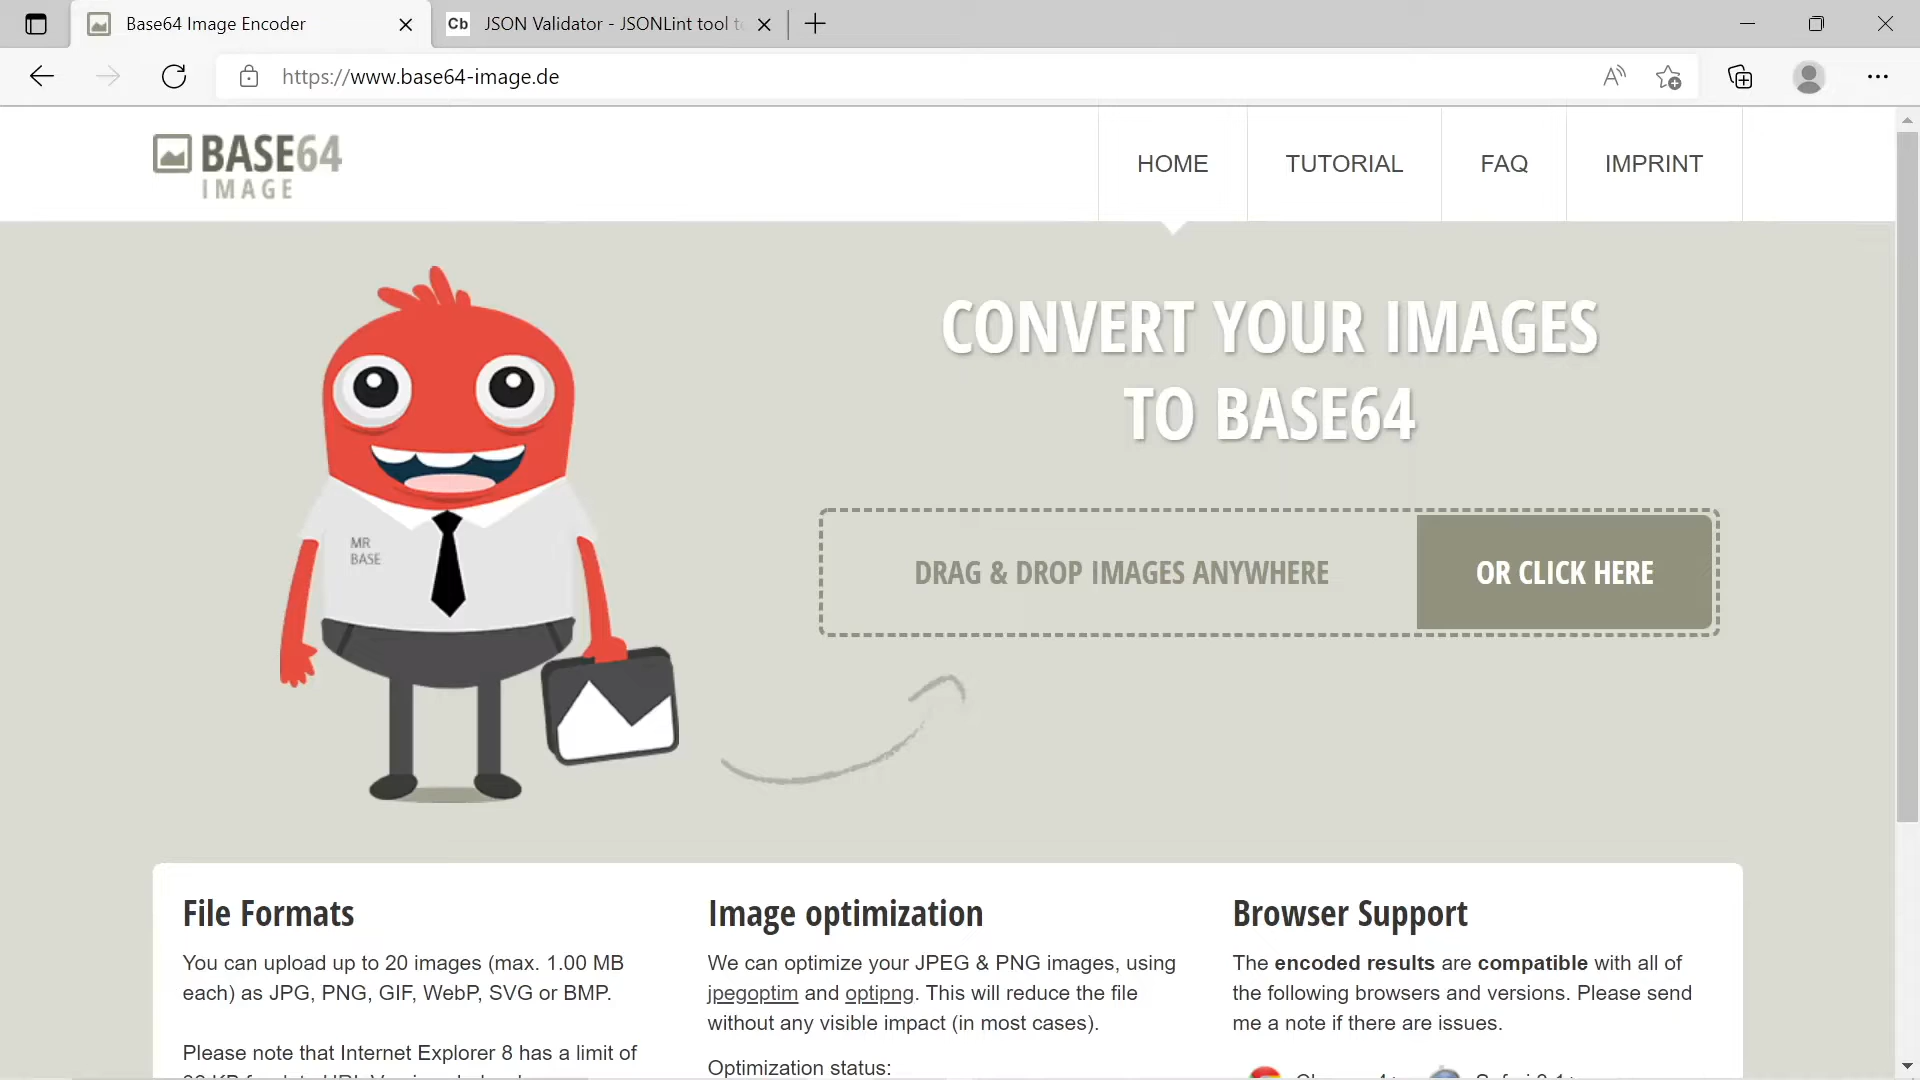 Base64 Image Encoder
Cb JSON Validator - JSONLint tool t
https://www.base64-image.de
BASE64
IMAGE
HOME
TUTORIAL
FAQ
IMPRINT
CONVERT YOUR IMAGES
TO BASE64
MR
BASE
DRAG & DROP IMAGES ANYWHERE
OR CLICK HERE
File Formats
You can upload up to 20 images (max. 1.00 MB
each) as JPG, PNG, GIF, WebP, SVG or BMP.
Please note that Internet Explorer 8 has a limit of
Image optimization
We can optimize your JPEG & PNG images, using
jpegoptim and optipng. This will reduce the file
without any visible impact (in most cases).
Optimization status:
Browser Support
The encoded results are compatible with all of
the following browsers and versions. Please send
me a note if there are issues.